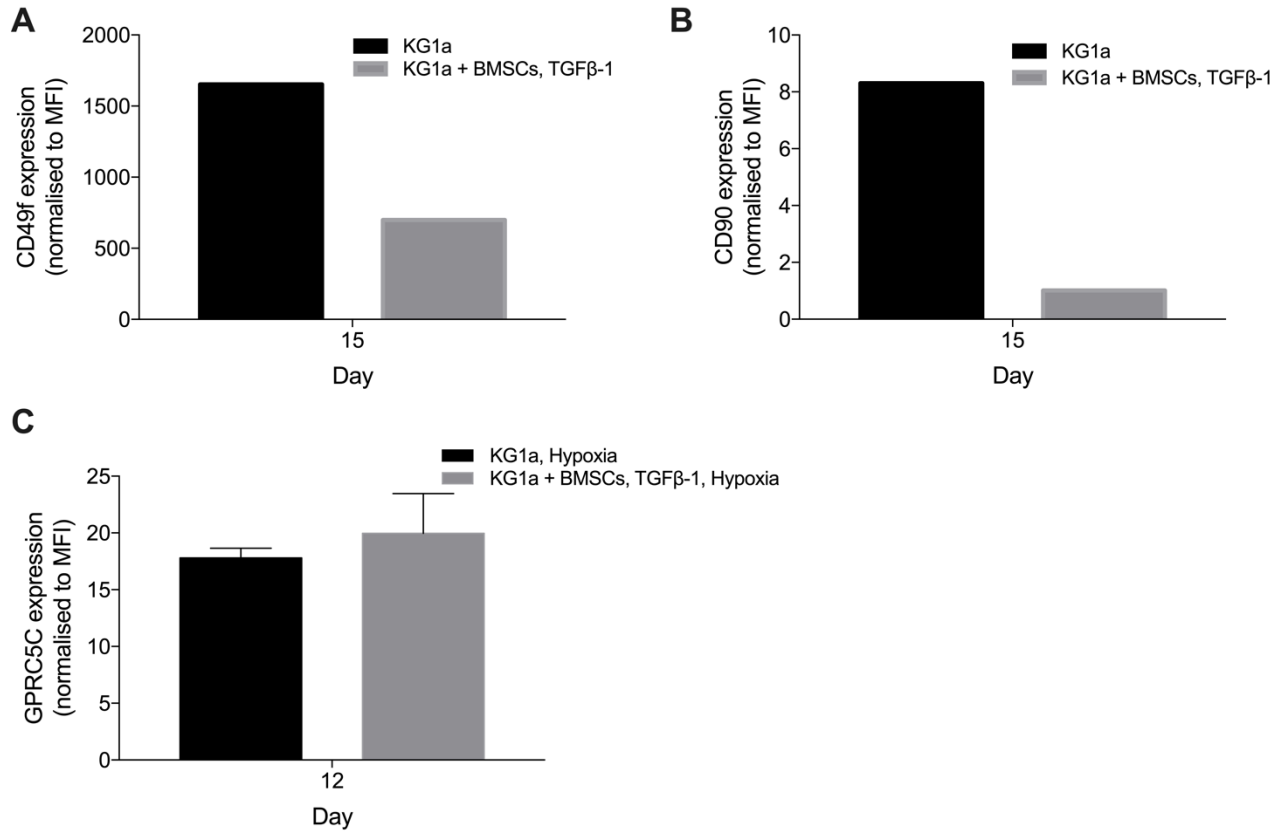 A
CD49f expression
(normalised to MFI)
2000
1500
1000
500
0
KG1a
KG1a + BMSCs, TGFβ-1
15
Day
B
CD90 expression
(normalised to MFI)
10
8
6
4
2
0
KG1a
KG1a + BMSCs, TGFβ-1
15
Day
C
GPRC5C expression
(normalised to MFI)
25
20
15
10
5
0
KG1a, Hypoxia
KG1a + BMSCs, TGFβ-1, Hypoxia
12
Day